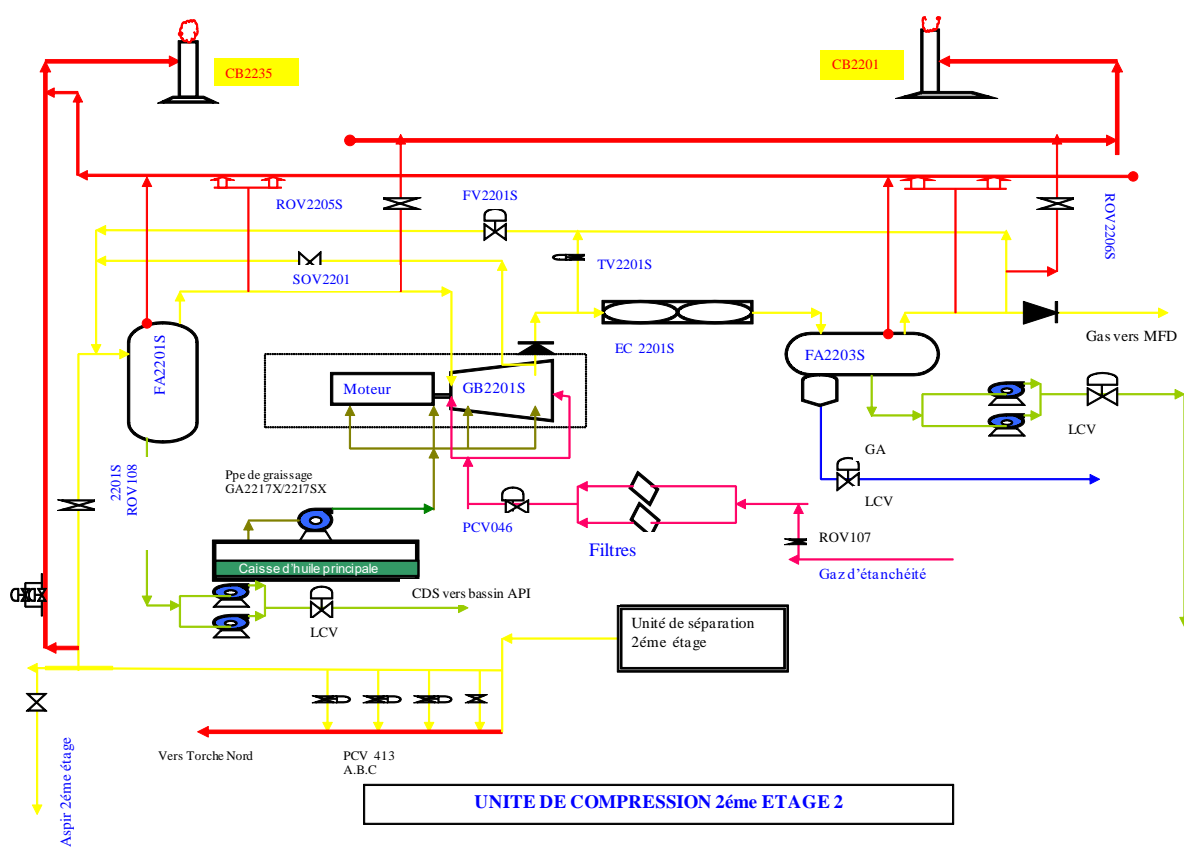 CB2235
CB2201
ROV2205S
FV2201S
ROV2206S
SOV2201
TV2201S
FA2201S
EC 2201S
FA2203S
Gas vers MFD
Moteur
GB2201S
2201S
ROV108
Ppe de graissage
GA2217X/2217SX
GA
LCV
LCV
PCV046
Filtres
ROV107
Gaz d'étanchéité
Caisse d'huile principale
CDS vers bassin API
LCV
Unité de séparation
2éme étage
Vers Torche Nord
PCV 413
A.B.C
Aspir 2éme étage
UNITE DE COMPRESSION 2éme ETAGE 2